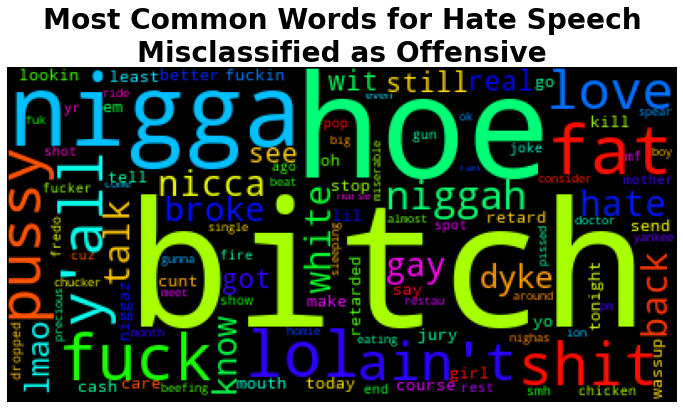 Most Common Words for Hate Speech
Misclassified as Offensive
lookin
least
better
fuckin
wit
still
real
go
love
nigga
hoe
fat
ride
yr
em
fuk
shot
pop
big
gun
ok
joke
kill
spear
mf
boy
oh
see
ago
beat
tell
fucker
nicca
stop
miserable
niggah
consider
mother
pussy
y'all
talk
broke
white
lil
almost
spot
retard
hate
doctor
send
yankee
fredo
cuz
chucker
single
bitch
sleeping
pissed
gunna
fire
got
cunt
meet
show
make
gay
say
restau
dyke
around
tonight
back
precious
niggaz
month
retarded
homie
eating
jury
yo
ion
nighas
wassup
dropped
lmao
fuck
know
lol
ain't
shit
cash
care
beefing
mouth
today
end
course
girl
rest
smh
chicken